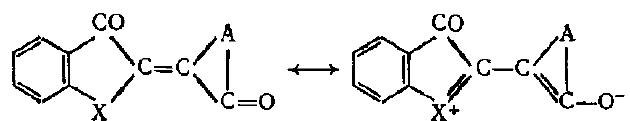 CO A CO A
C=C C-C
X C=O X+ C-O-